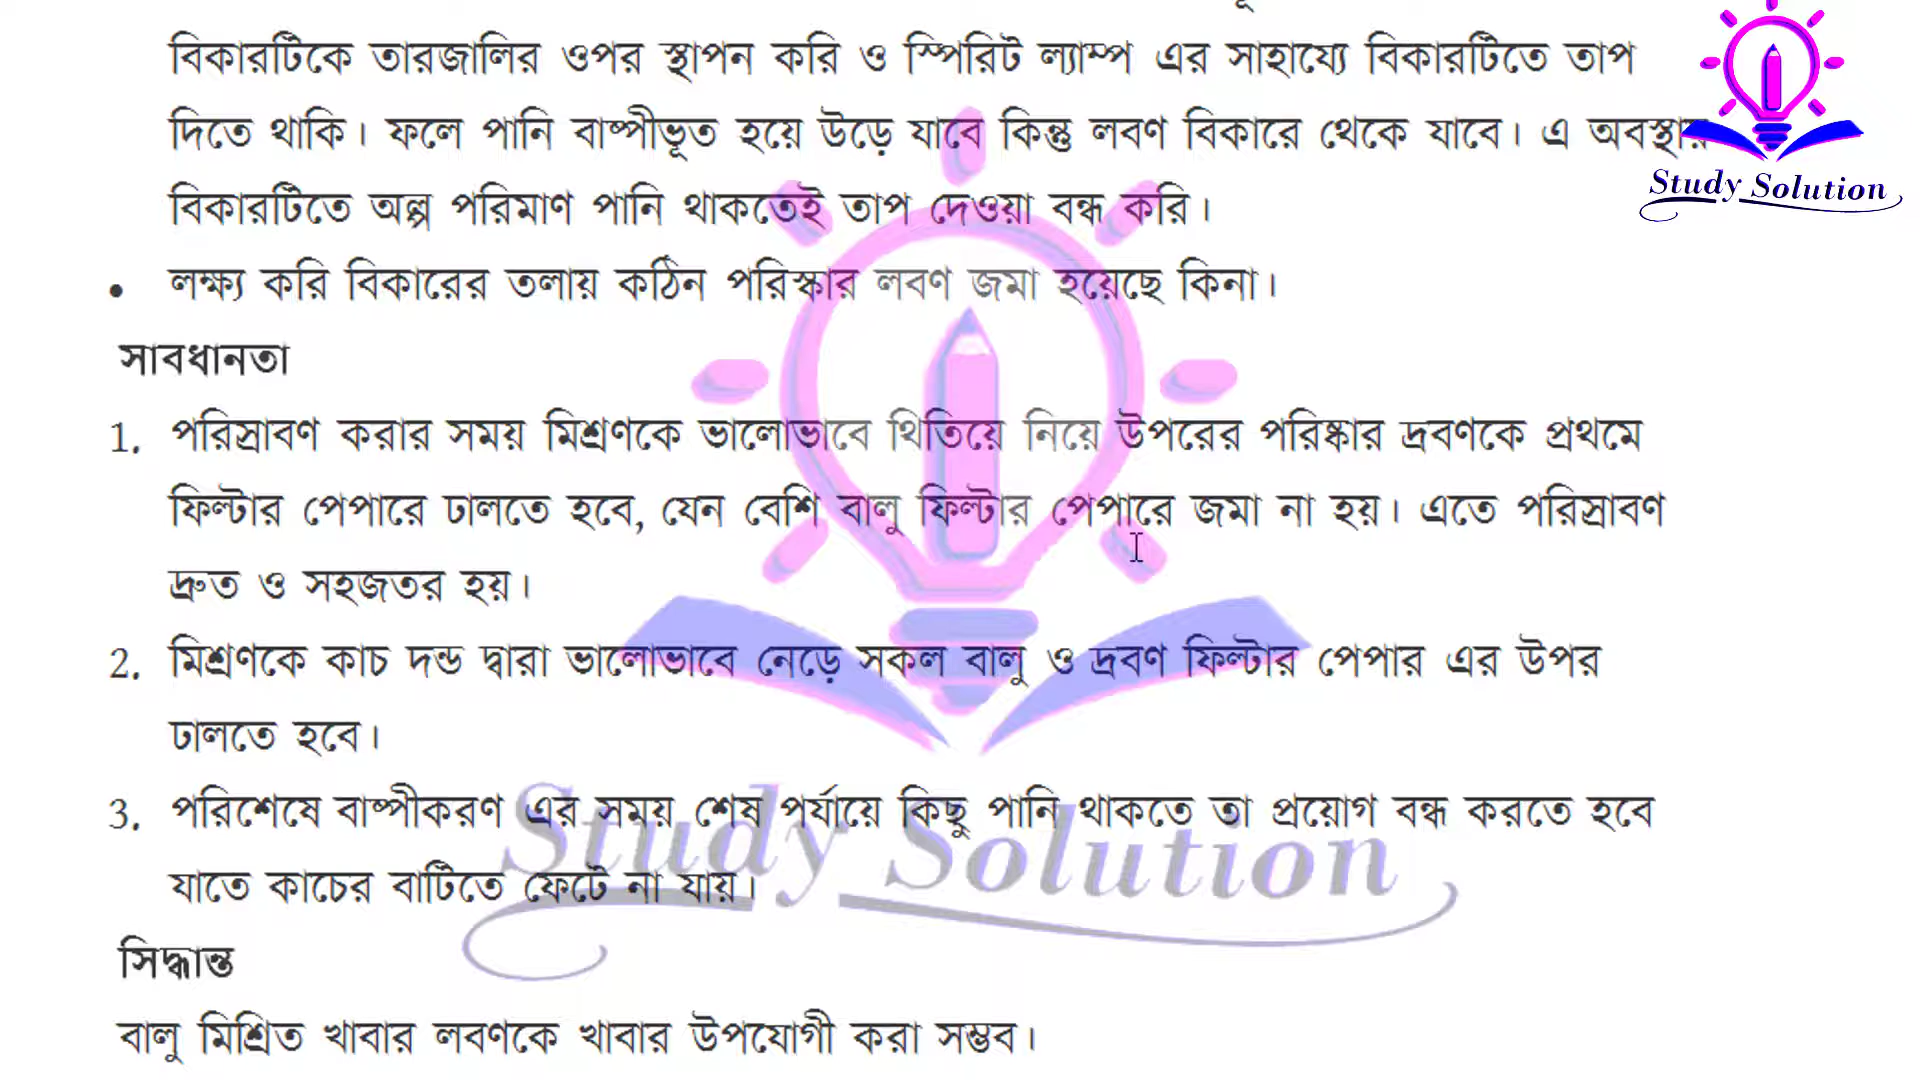 বিকারটিকে তারজালির ওপর স্থাপন করি ও স্পিরিট ল্যাম্প এর সাহায্যে বিকারটিতে তাপ
দিতে থাকি। ফলে পানি বাষ্পীভূত হয়ে উড়ে যাবে কিন্তু লবণ বিকারে থেকে যাবে। এ অবস্থায়
বিকারটিতে অল্প পরিমাণ পানি থাকতেই তাপ দেওয়া বন্ধ করি।
• লক্ষ্য করি বিকারের তলায় কঠিন পরিস্কার লবণ জমা হয়েছে কিনা।
সাবধানতা
1. পরিস্রাবণ করার সময় মিশ্রণকে ভালোভাবে থিতিয়ে নিয়ে উপরের পরিষ্কার দ্রবণকে প্রথমে
ফিল্টার পেপারে ঢালতে হবে, যেন বেশি বালু ফিল্টার পেপারে জমা না হয়। এতে পরিস্রাবণ
দ্রুত ও সহজতর হয়।
2. মিশ্রণকে কাচ দন্ড দ্বারা ভালোভাবে নেড়ে সকল বালু ও দ্রবণ ফিল্টার পেপার এর উপর
ঢালতে হবে।
3. পরিশেষে বাষ্পীকরণ এর সময় শেষ পর্যায়ে কিছু পানি থাকতে তা প্রয়োগ বন্ধ করতে হবে
যাতে কাচের বাটিতে ফেটে না যায়।
সিদ্ধান্ত
বালু মিশ্রিত খাবার লবণকে খাবার উপযোগী করা সম্ভব।
Study Solution
Study Solution